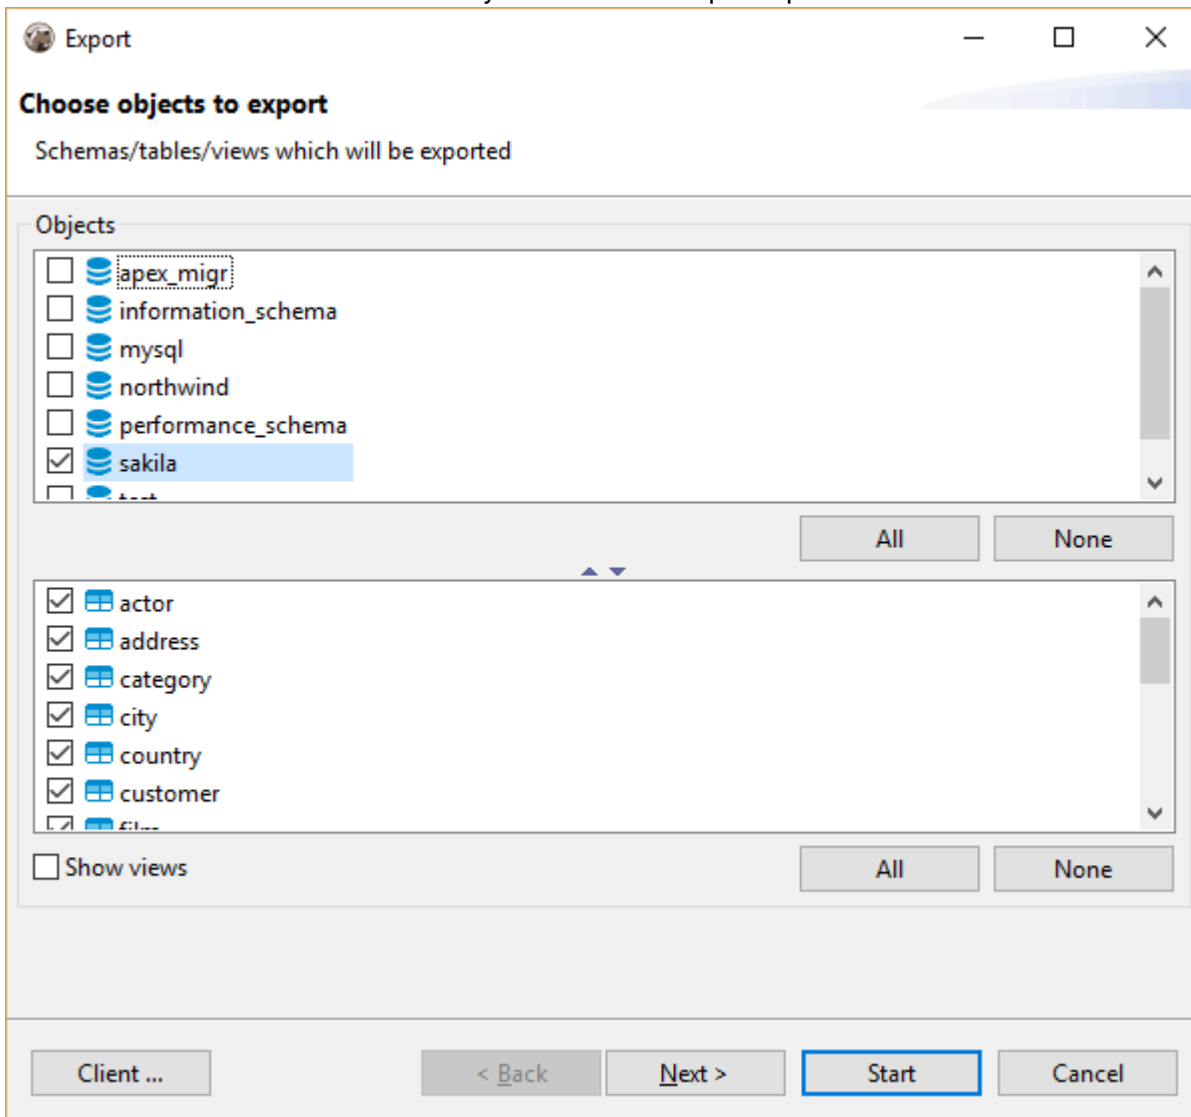 Export
Choose objects to export
Schemas/tables/views which will be exported
Objects
apex_migr
information_schema
mysql
northwind
performance_schema
sakila
All None
actor
address
category
city
country
customer
Show views
All None
Client ... < Back Next > Start Cancel